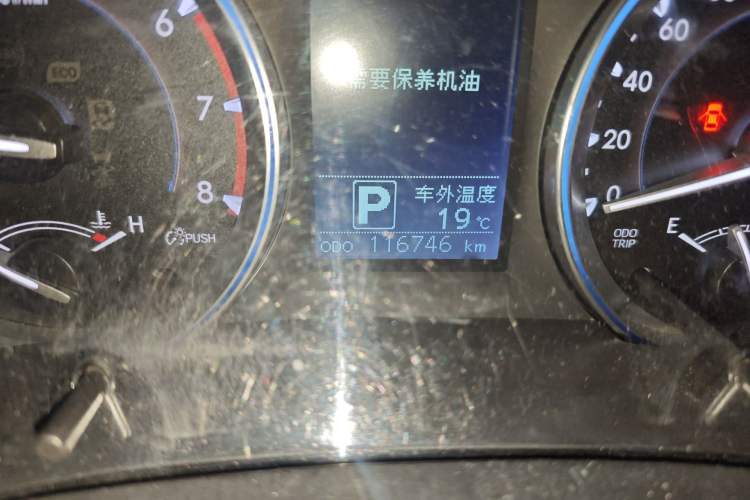 6
7
8
ECO
H
PUSH
需要保养机油
P
车外温度
19℃
ODO 116746 km
60
40
20
0
ODO
TRIP
E